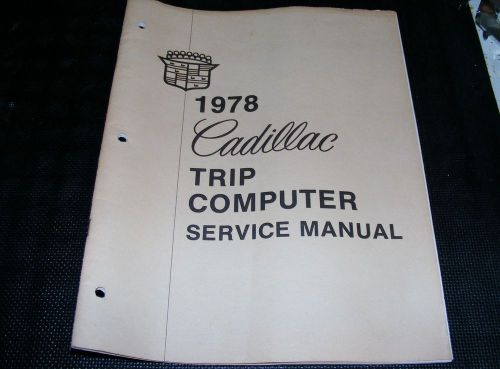 1978
Cadillac
TRIP
COMPUTER
SERVICE MANUAL